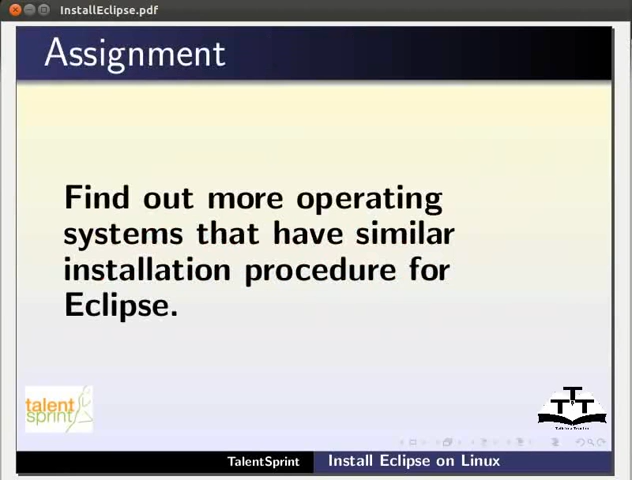 InstallEclipse.pdf
Assignment
Find out more operating
systems that have similar
installation procedure for
Eclipse.
talent
sprint
TTT
TalentSprint
Install Eclipse on Linux